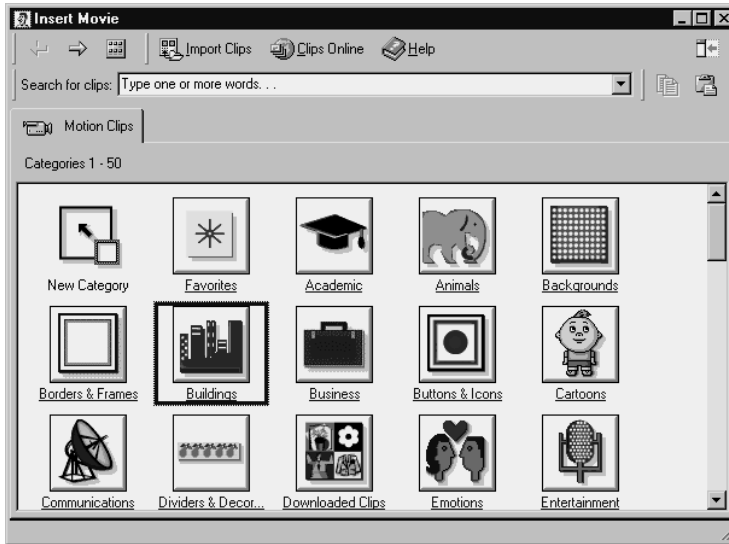 Insert Movie
Import Clips Clips Online Help
Search for clips: Type one or more words. . .
Motion Clips
Categories 1 - 50
New Category Favorites Academic Animals Backgrounds
Borders & Frames Buildings Business Buttons & Icons Cartoons
Communications Dividers & Decor... Downloaded Clips Emotions Entertainment